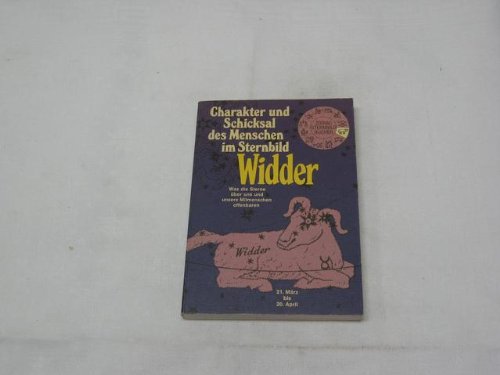 Charakter und
Schicksal
des Menschen
im Sternbild
Widder
Was die Sterne
über uns und
unsere Mitmenschen
offenbaren
Widder
21. März
bis
20. April